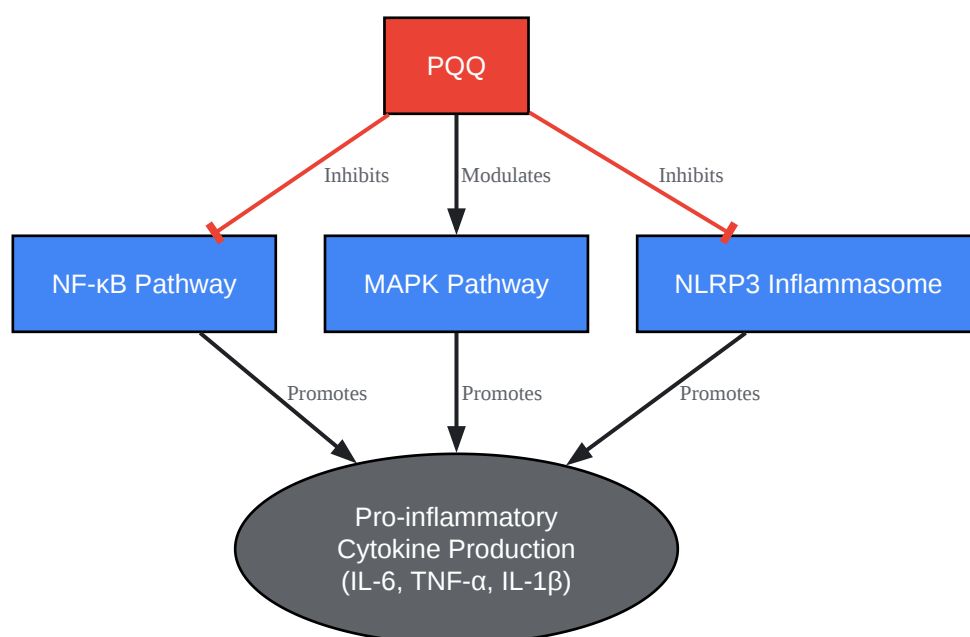 PQQ
Inhibits
Modulates
Inhibits
NF-κB Pathway
MAPK Pathway
NLRP3 Inflammasome
Promotes
Promotes
Promotes
Pro-inflammatory
Cytokine Production
(IL-6, TNF-α, IL-1β)